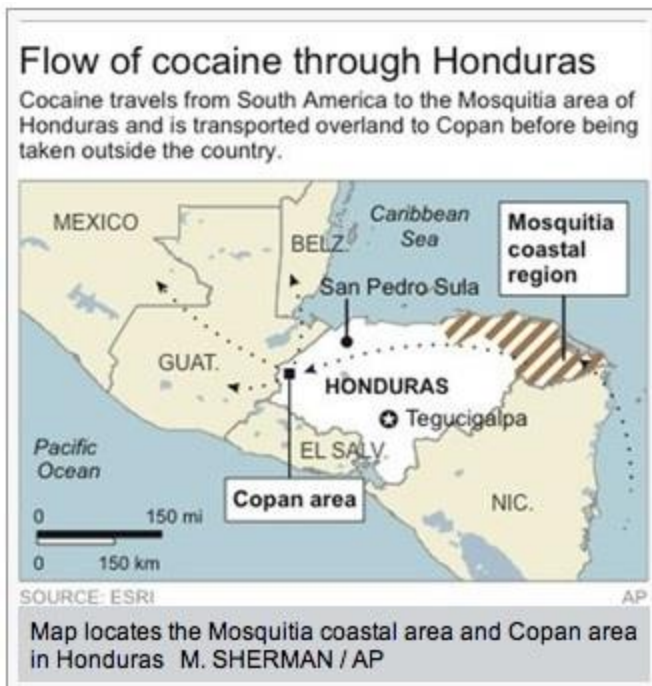 Flow of cocaine through Honduras
Cocaine travels from South America to the Mosquitia area of
Honduras and is transported overland to Copan before being
taken outside the country.
MEXICO
BELZ.
Caribbean
Sea
Mosquitia
coastal
region
San Pedro Sula
GUAT.
HONDURAS
Tegucigalpa
EL SALV.
Pacific
Ocean
Copan area
NIC.
0 150 mi
0 150 km
SOURCE: ESRI AP
Map locates the Mosquitia coastal area and Copan area
in Honduras M. SHERMAN / AP